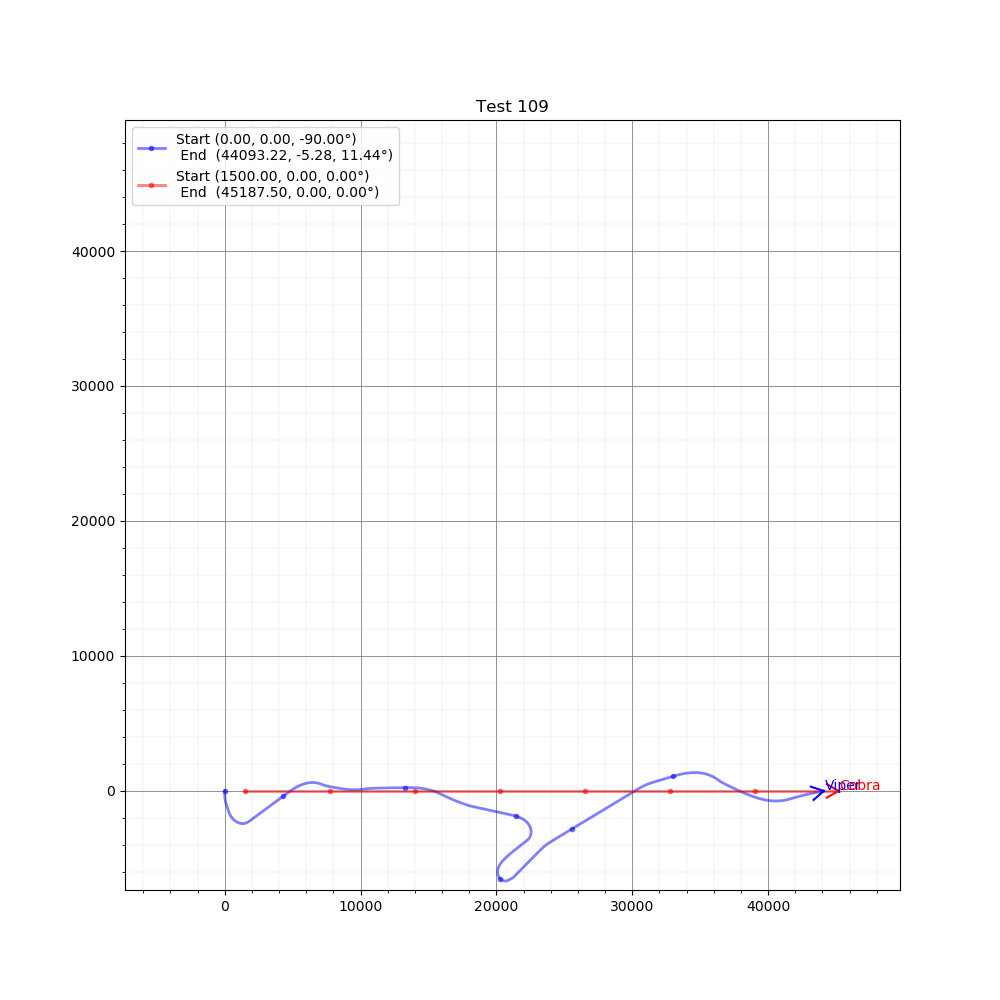 Test 109
Start (0.00, 0.00, -90.00°)
End (44093.22, -5.28, 11.44°)
Start (1500.00, 0.00, 0.00°)
End (45187.50, 0.00, 0.00°)
40000
30000
20000
10000
0
Viper
Cobra
0
10000
20000
30000
40000